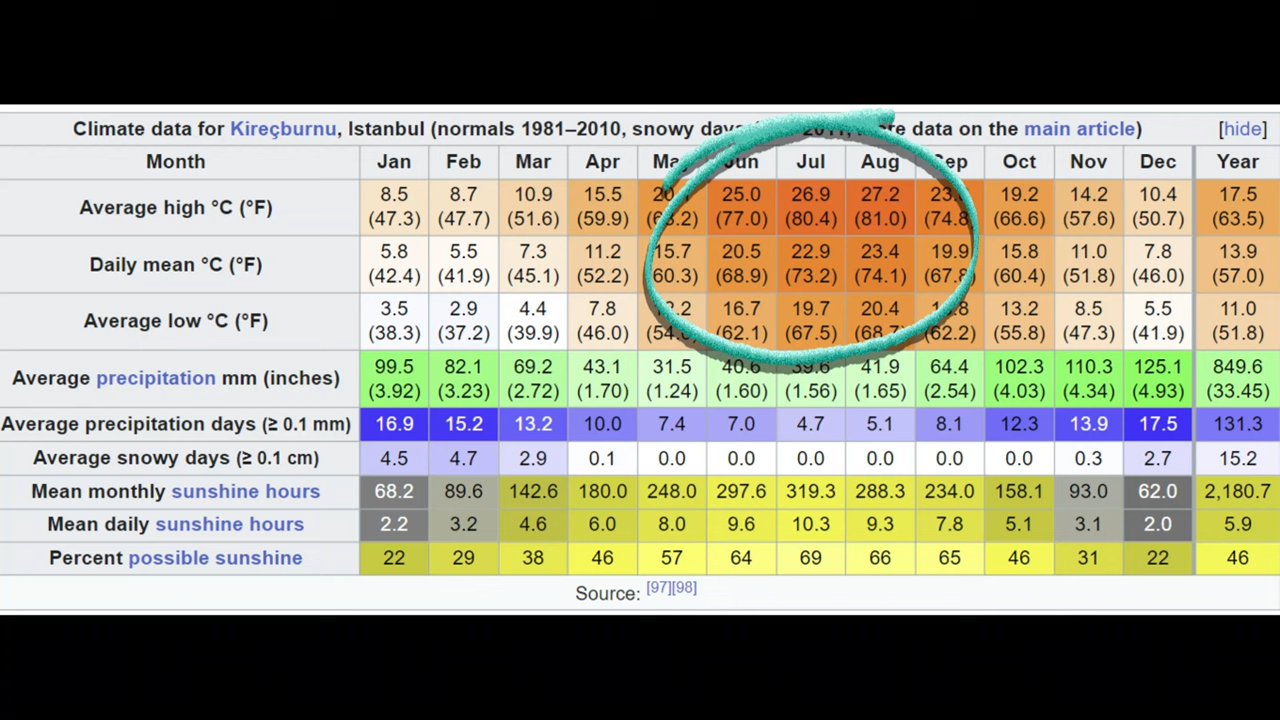 Climate data for Kireçburnu, Istanbul (normals 1981–2010, snowy days data on the main article) [hide]
Month Jan Feb Mar Apr May Jun Jul Aug Sep Oct Nov Dec Year
Average high °C (°F) 8.5 8.7 10.9 15.5 25.0 26.9 27.2 19.2 14.2 10.4 17.5
(47.3) (47.7) (51.6) (59.9) (77.0) (80.4) (81.0) (74.8) (66.6) (57.6) (50.7) (63.5)
Daily mean °C (°F) 5.8 5.5 7.3 11.2 15.7 20.5 22.9 23.4 19.9 15.8 11.0 7.8 13.9
(42.4) (41.9) (45.1) (52.2) (60.3) (68.9) (73.2) (74.1) (67.8) (60.4) (51.8) (46.0) (57.0)
Average low °C (°F) 3.5 2.9 4.4 7.8 16.7 19.7 20.4 13.2 8.5 5.5 11.0
(38.3) (37.2) (39.9) (46.0) (62.1) (67.5) (68.7) (62.2) (55.8) (47.3) (41.9) (51.8)
Average precipitation mm (inches) 99.5 82.1 69.2 43.1 31.5 40.6 39.6 41.9 64.4 102.3 110.3 125.1 849.6
(3.92) (3.23) (2.72) (1.70) (1.24) (1.60) (1.56) (1.65) (2.54) (4.03) (4.34) (4.93) (33.45)
Average precipitation days (≥ 0.1 mm) 16.9 15.2 13.2 10.0 7.4 7.0 4.7 5.1 8.1 12.3 13.9 17.5 131.3
Average snowy days (≥ 0.1 cm) 4.5 4.7 2.9 0.1 0.0 0.0 0.0 0.0 0.0 0.0 0.3 2.7 15.2
Mean monthly sunshine hours 68.2 89.6 142.6 180.0 248.0 297.6 319.3 288.3 234.0 158.1 93.0 62.0 2,180.7
Mean daily sunshine hours 2.2 3.2 4.6 6.0 8.0 9.6 10.3 9.3 7.8 5.1 3.1 2.0 5.9
Percent possible sunshine 22 29 38 46 57 64 69 66 65 46 31 22 46
Source: [97][98]